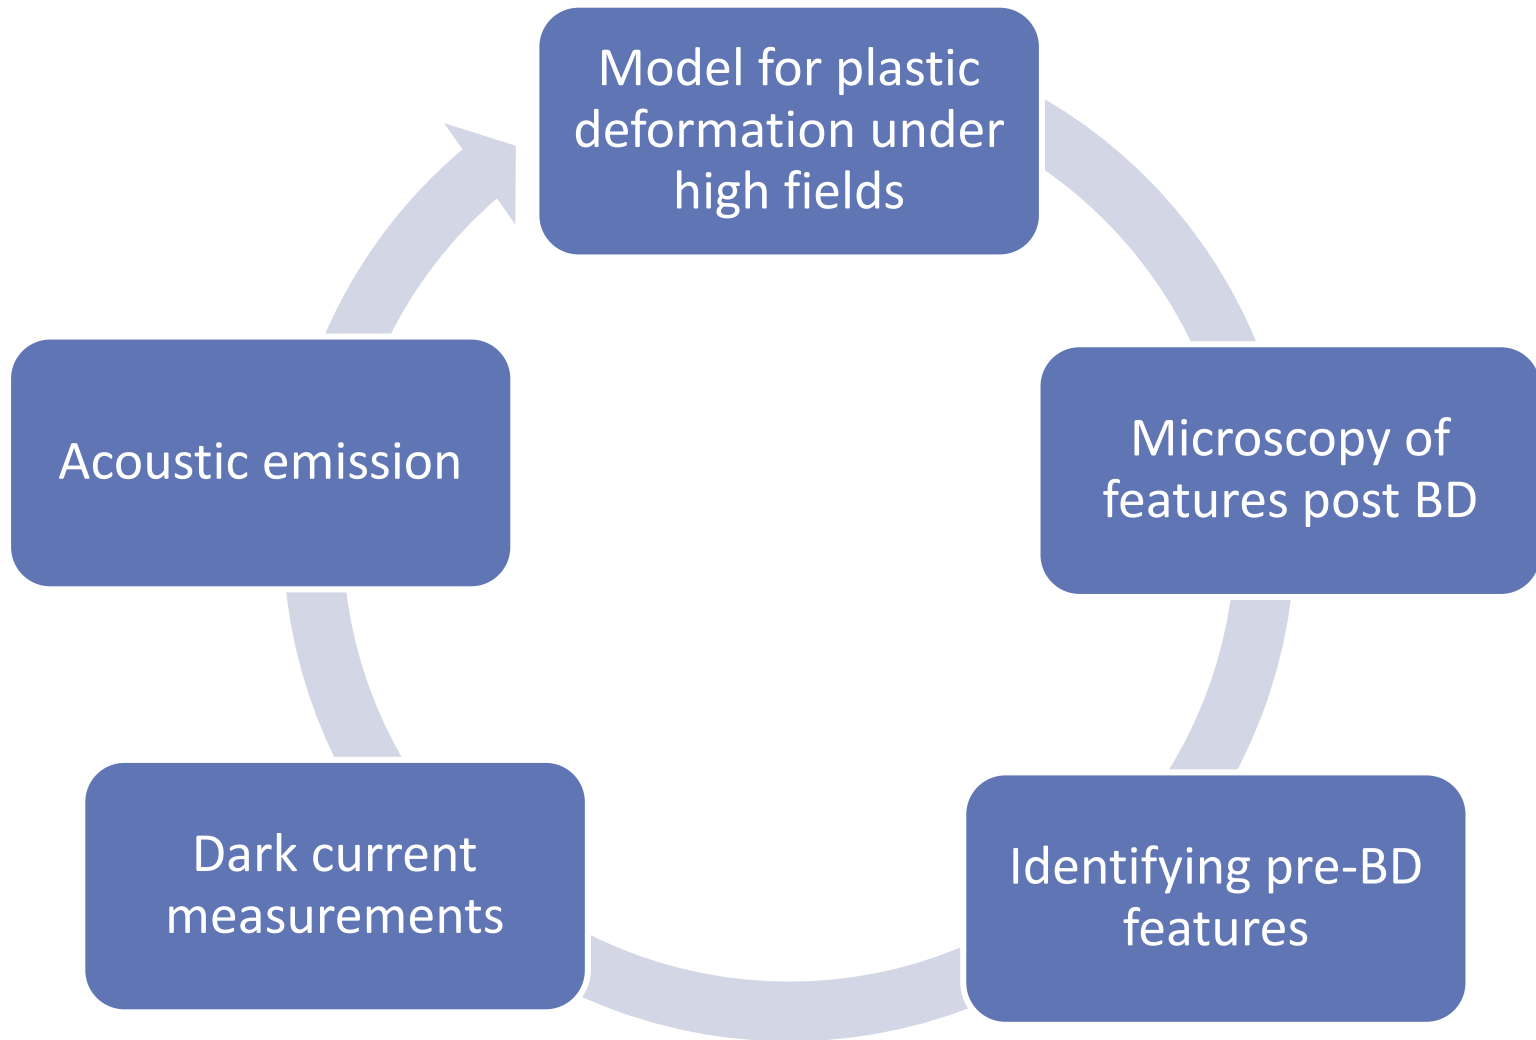 Model for plastic
deformation under
high fields
Microscopy of
features post BD
Identifying pre-BD
features
Dark current
measurements
Acoustic emission